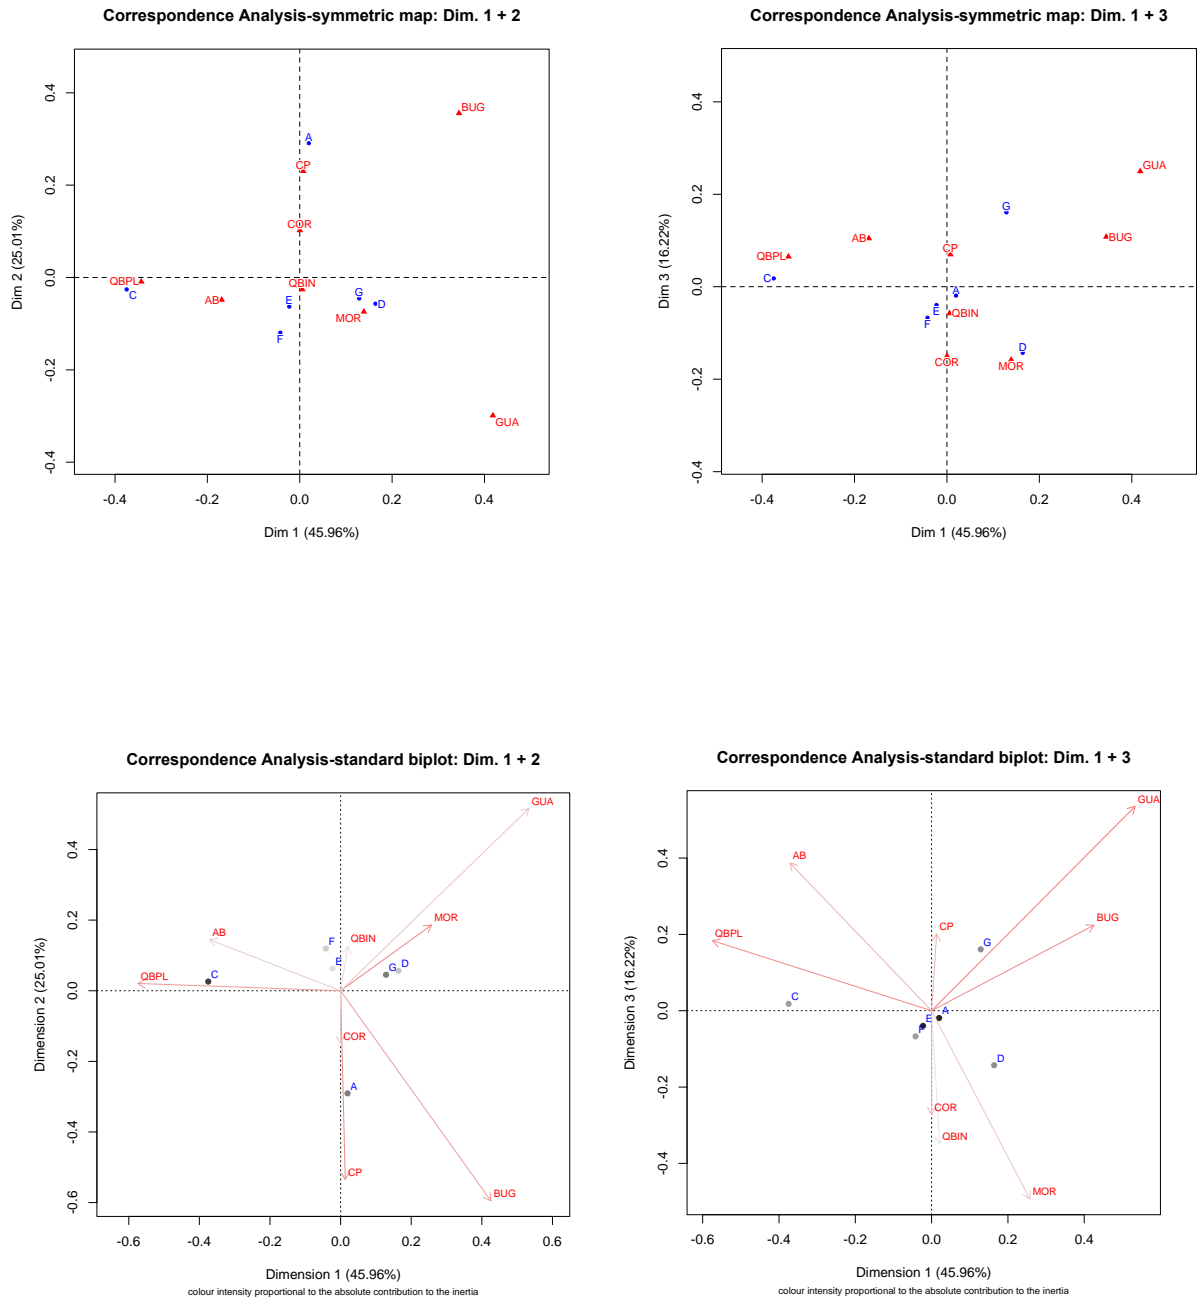 Correspondence Analysis-symmetric map: Dim. 1 + 2
Dim 2 (25.01%)
0.4
0.2
0.0
-0.2
-0.4
BUG
A
CP
COR
QBPL
C
AB
QBIN
E
G
D
F
MOR
GUA
-0.4 -0.2 0.0 0.2 0.4
Dim 1 (45.96%)
Correspondence Analysis-symmetric map: Dim. 1 + 3
Dim 3 (16.22%)
0.4
0.2
0.0
-0.2
-0.4
GUA
G
AB
BUG
CP
QBPL
C
A
E
F
QBIN
D
COR
MOR
-0.4 -0.2 0.0 0.2 0.4
Dim 1 (45.96%)
Correspondence Analysis-standard biplot: Dim. 1 + 2
Dimension 2 (25.01%)
0.4
0.2
0.0
-0.2
-0.4
-0.6
GUA
MOR
AB
QBIN
F
E
G
D
QBPL
C
COR
A
CP
BUG
-0.6 -0.4 -0.2 0.0 0.2 0.4 0.6
Dimension 1 (45.96%)
colour intensity proportional to the absolute contribution to the inertia
Correspondence Analysis-standard biplot: Dim. 1 + 3
Dimension 3 (16.22%)
0.4
0.2
0.0
-0.2
-0.4
GUA
AB
CP
BUG
QBPL
G
C
A
E
F
D
COR
QBIN
MOR
-0.6 -0.4 -0.2 0.0 0.2 0.4 0.6
Dimension 1 (45.96%)
colour intensity proportional to the absolute contribution to the inertia